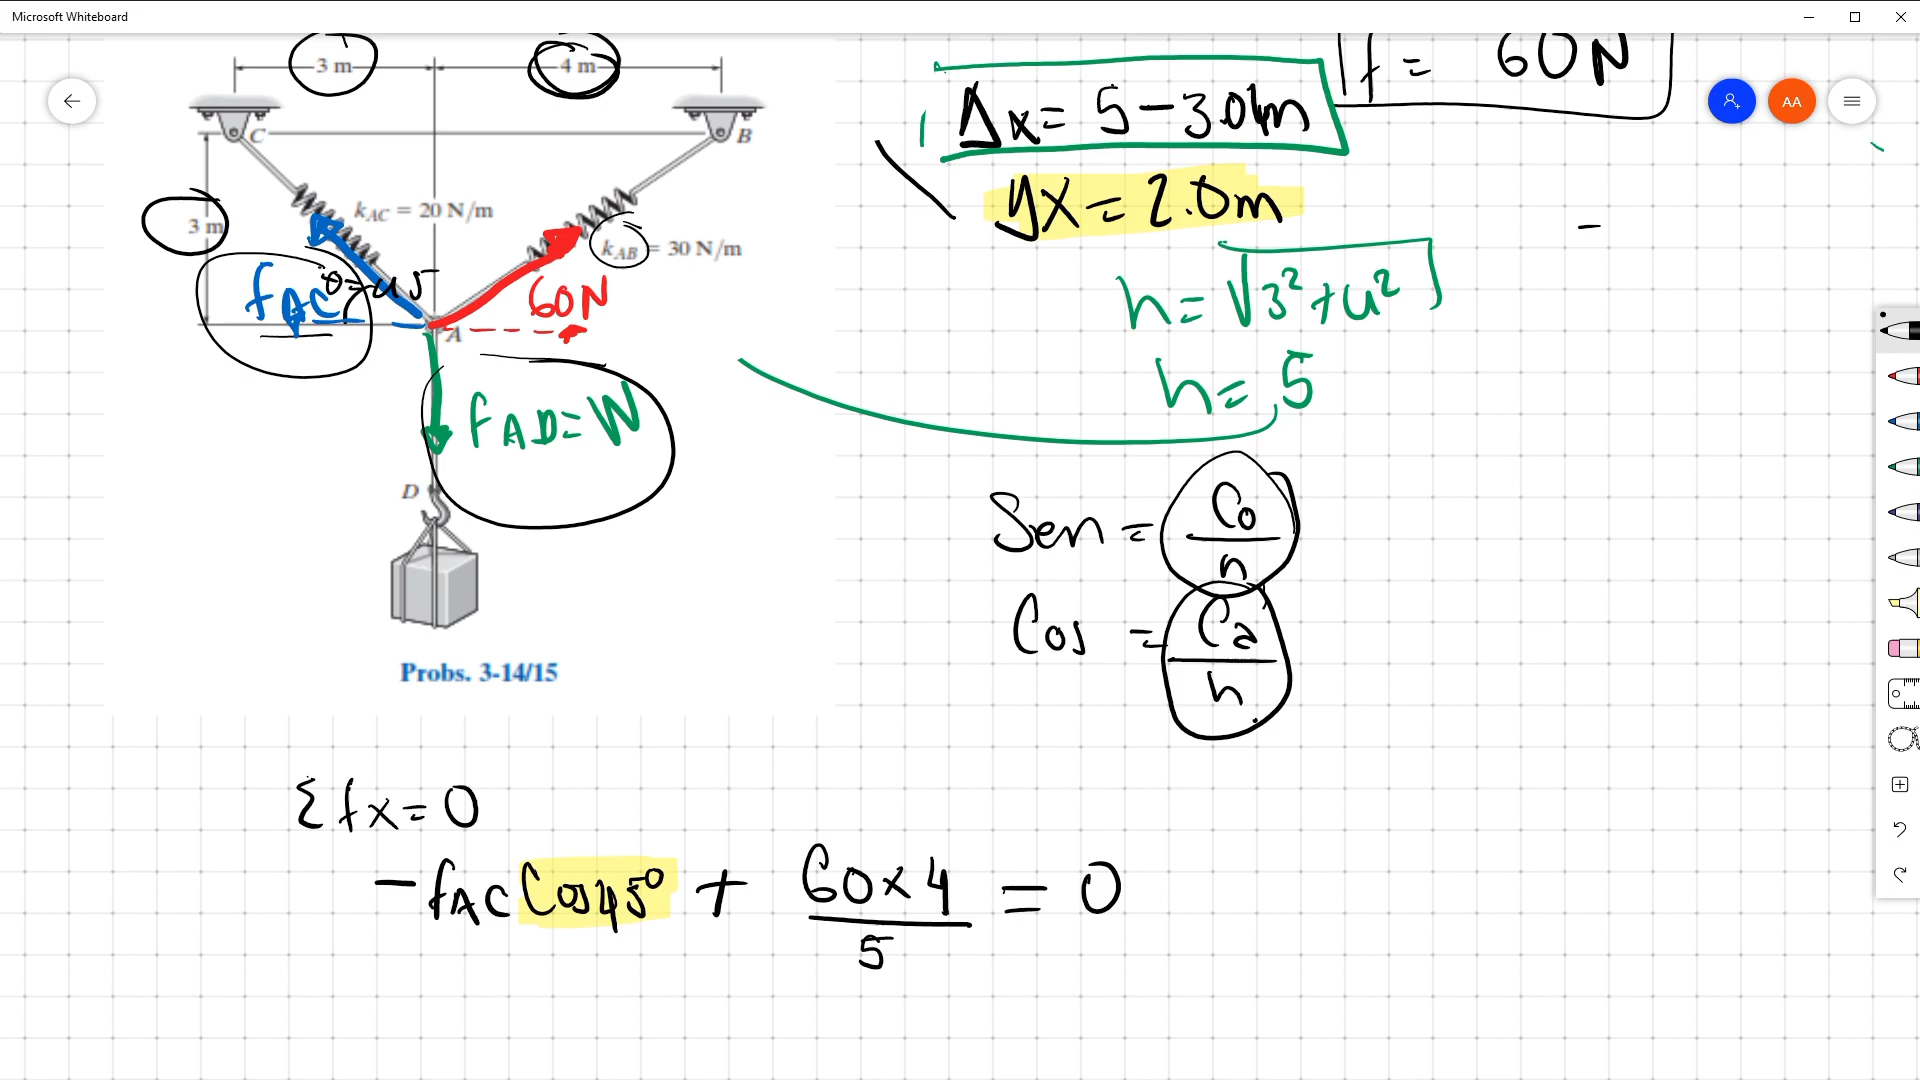 Microsoft Whiteboard
3 m
4 m
C
B
3 m
kAC = 20 N/m
kAB = 30 N/m
fAC
θ=45
60N
A
fAD=W
D
Probs. 3-14/15
f = 60N
Δx = 5-3.0m
yx = 2.0m
h = √3²+4²
h = 5
Sen = Co/h
Cos = Ca/h
AA
Σfx=0
-fAC Cos45° + 60×4/5 = 0